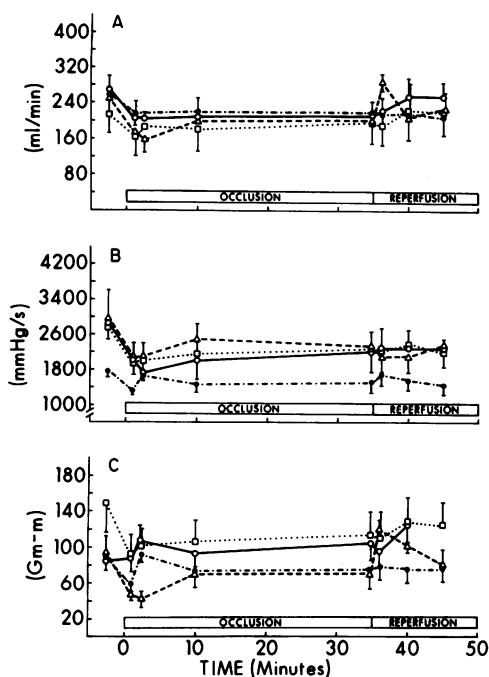 A
400
320
240
160
80
(ml/min)
OCCLUSION
REPERFUSION
B
4200
3400
2600
1800
1000
(mmHg/s)
OCCLUSION
REPERFUSION
C
180
140
100
60
20
(Gm-m)
OCCLUSION
REPERFUSION
0 10 20 30 40 50
TIME (Minutes)